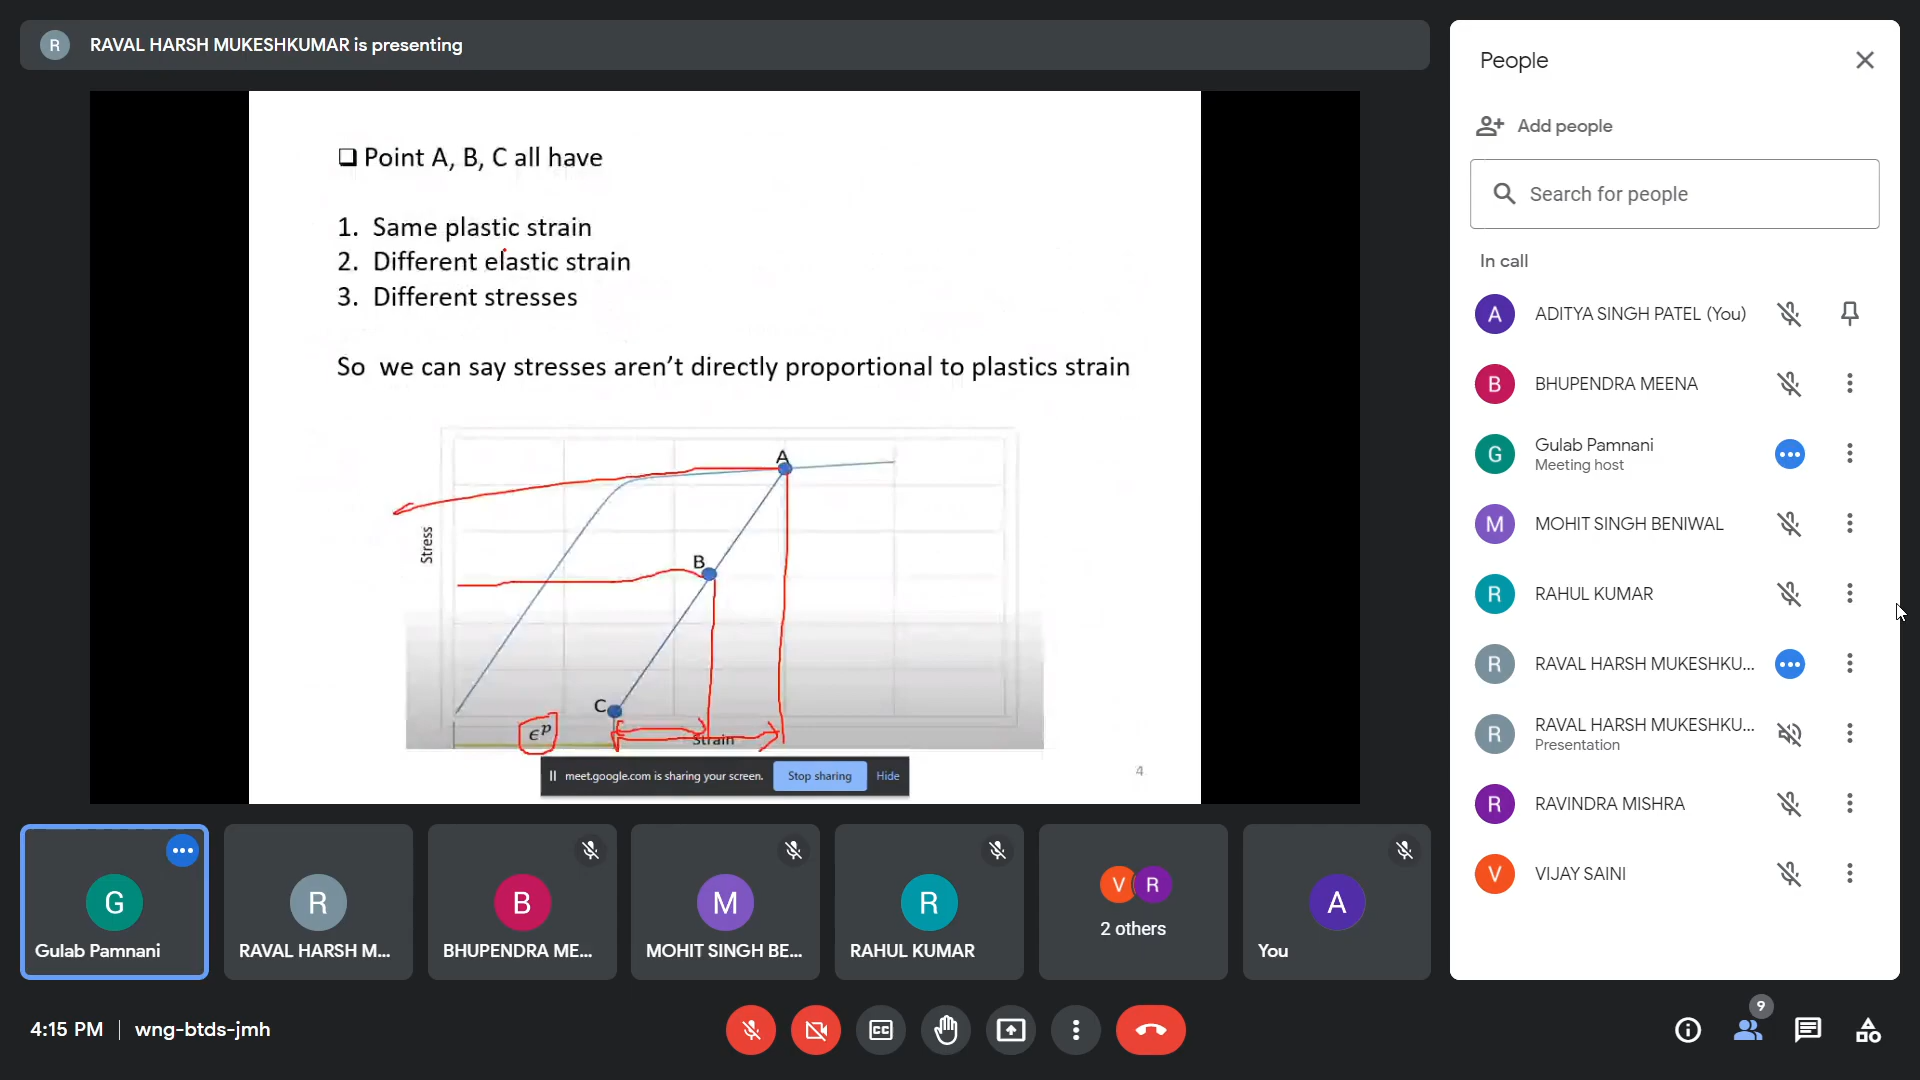 R RAVAL HARSH MUKESHKUMAR is presenting
❑ Point A, B, C all have
1. Same plastic strain
2. Different elastic strain
3. Different stresses
So we can say stresses aren’t directly proportional to plastics strain
A
Stress
B
C
ϵᵖ
Strain
meet.google.com is sharing your screen. Stop sharing Hide
4
G
Gulab Pamnani
R
RAVAL HARSH M...
B
BHUPENDRA ME...
M
MOHIT SINGH BE...
R
RAHUL KUMAR
V R
2 others
A
You
4:15 PM | wng-btds-jmh
CC
9
People
Add people
Search for people
In call
A ADITYA SINGH PATEL (You)
B BHUPENDRA MEENA
G Gulab Pamnani
Meeting host
M MOHIT SINGH BENIWAL
R RAHUL KUMAR
R RAVAL HARSH MUKESHKU...
R RAVAL HARSH MUKESHKU...
Presentation
R RAVINDRA MISHRA
V VIJAY SAINI